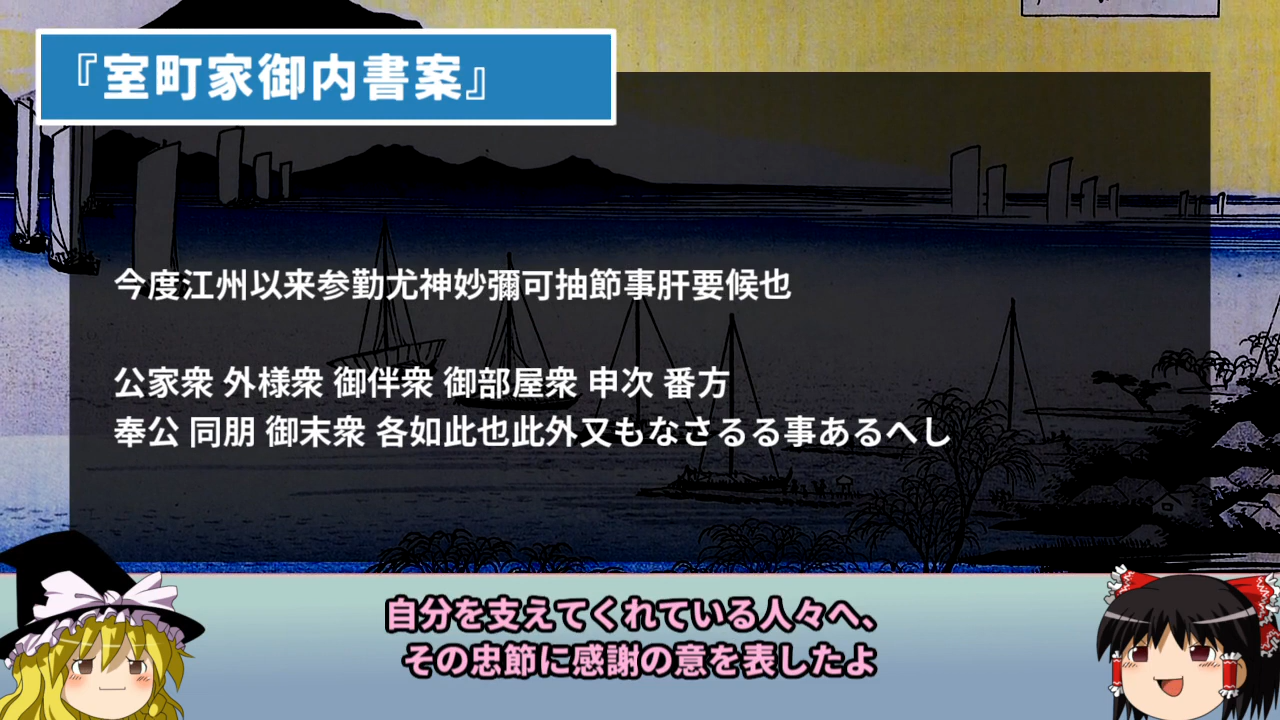 『室町家御内書案』
今度江州以来参勤尤神妙彌可抽節事肝要候也
公家衆 外様衆 御伴衆 御部屋衆 申次 番方
奉公 同朋 御末衆 各如此也此外又もなさるる事あるへし
自分を支えてくれている人々へ、
その忠節に感謝の意を表したよ